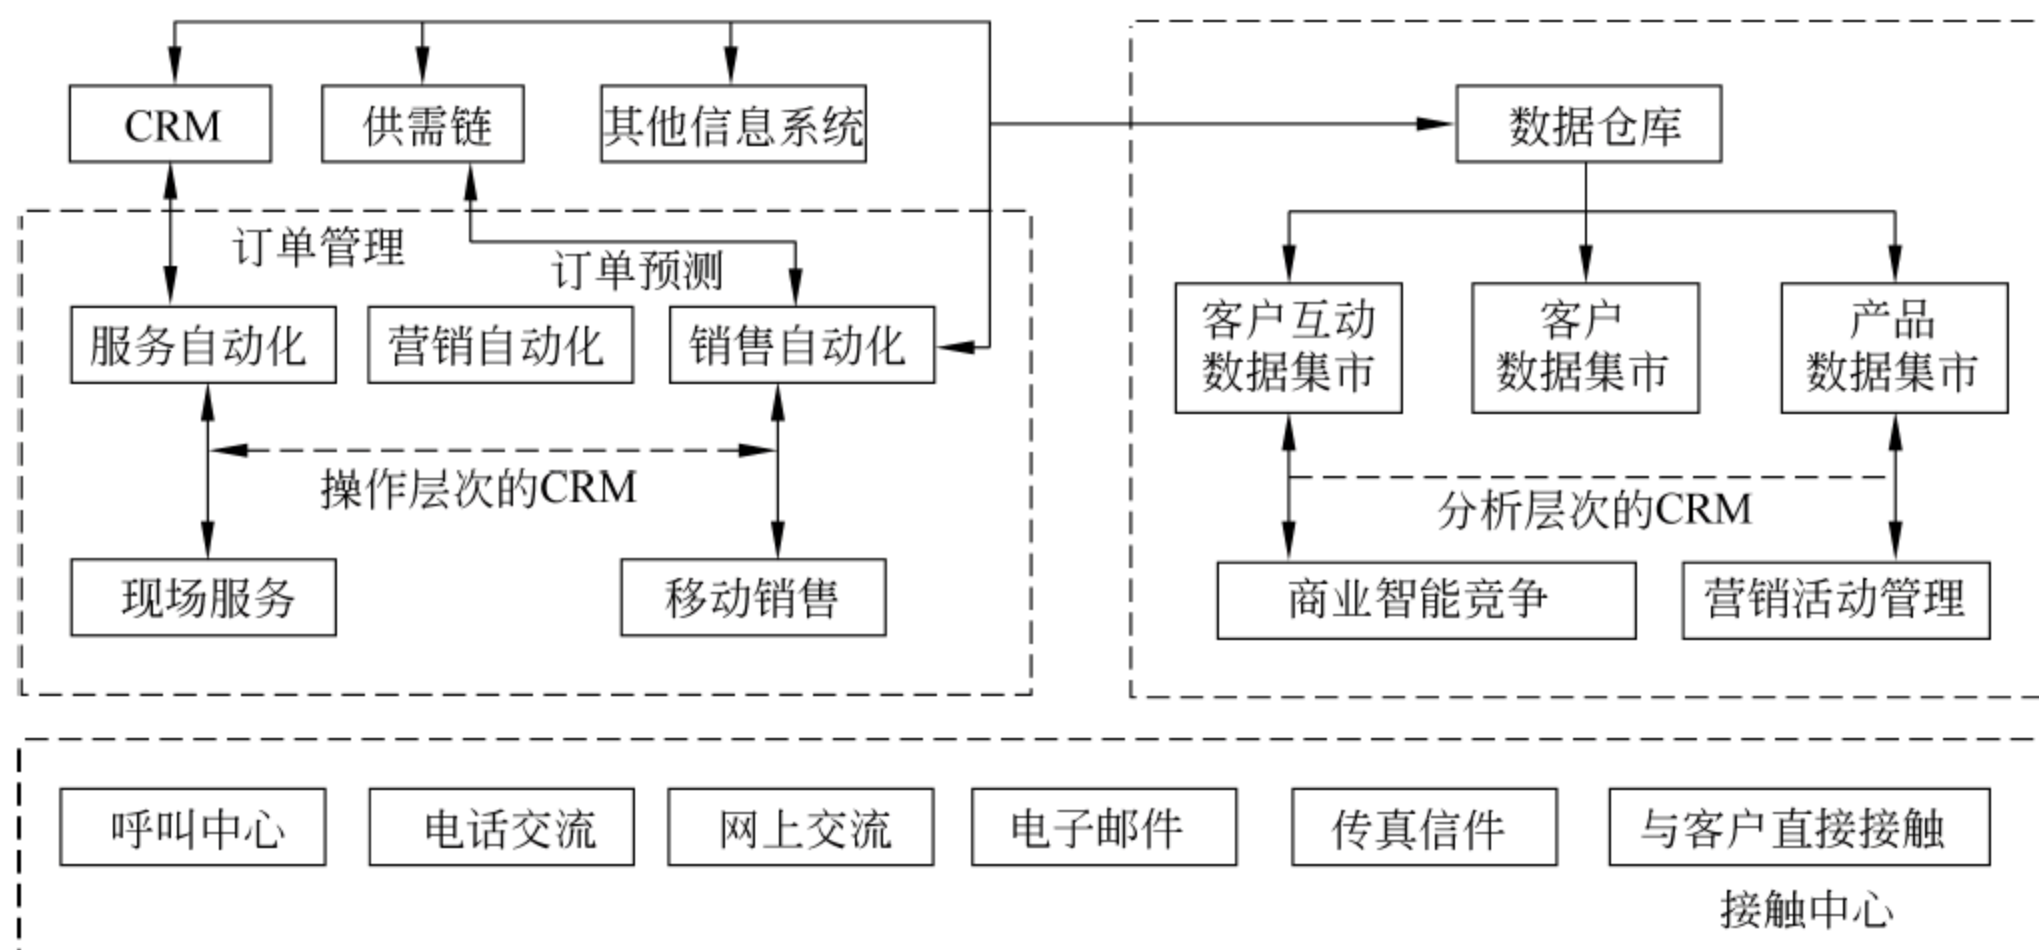 CRM
供需链
其他信息系统
数据仓库
订单管理
订单预测
服务自动化
营销自动化
销售自动化
客户互动
数据集市
客户
数据集市
产品
数据集市
操作层次的CRM
分析层次的CRM
现场服务
移动销售
商业智能竞争
营销活动管理
呼叫中心
电话交流
网上交流
电子邮件
传真信件
与客户直接接触
接触中心